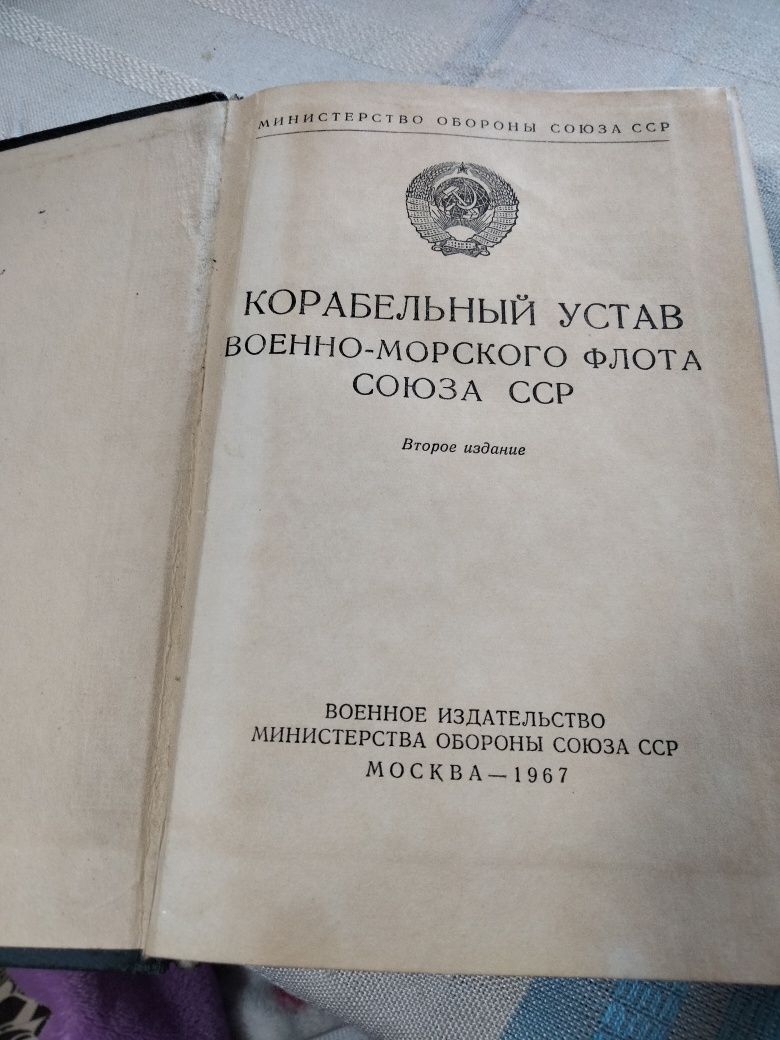 МИНИСТЕРСТВО ОБОРОНЫ СОЮЗА ССР
КОРАБЕЛЬНЫЙ УСТАВ
ВОЕННО-МОРСКОГО ФЛОТА
СОЮЗА ССР
Второе издание
ВОЕННОЕ ИЗДАТЕЛЬСТВО
МИНИСТЕРСТВА ОБОРОНЫ СОЮЗА ССР
МОСКВА — 1967